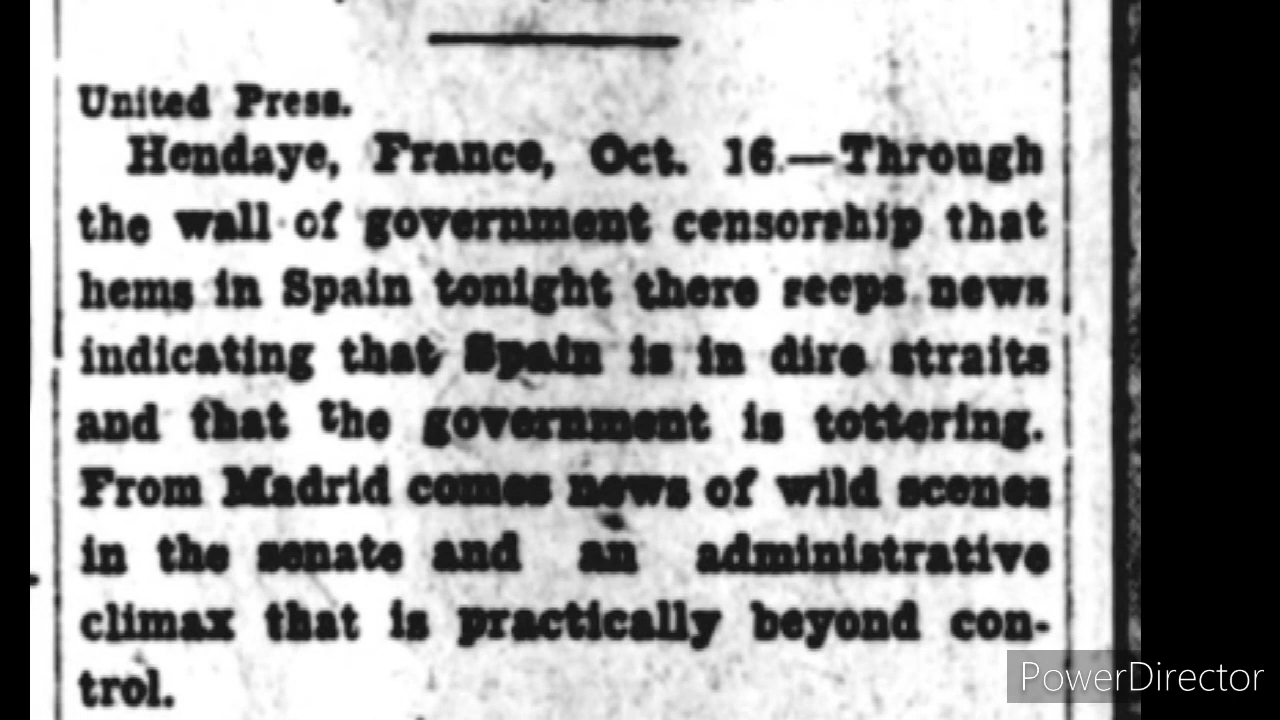 United Press.
Hendaye, France, Oct. 16.—Through
the wall of government censorship that
hems in Spain tonight there seeps news
indicating that Spain is in dire straits
and that the government is tottering.
From Madrid comes news of wild scenes
in the senate and an administrative
climax that is practically beyond con-
trol.
PowerDirector